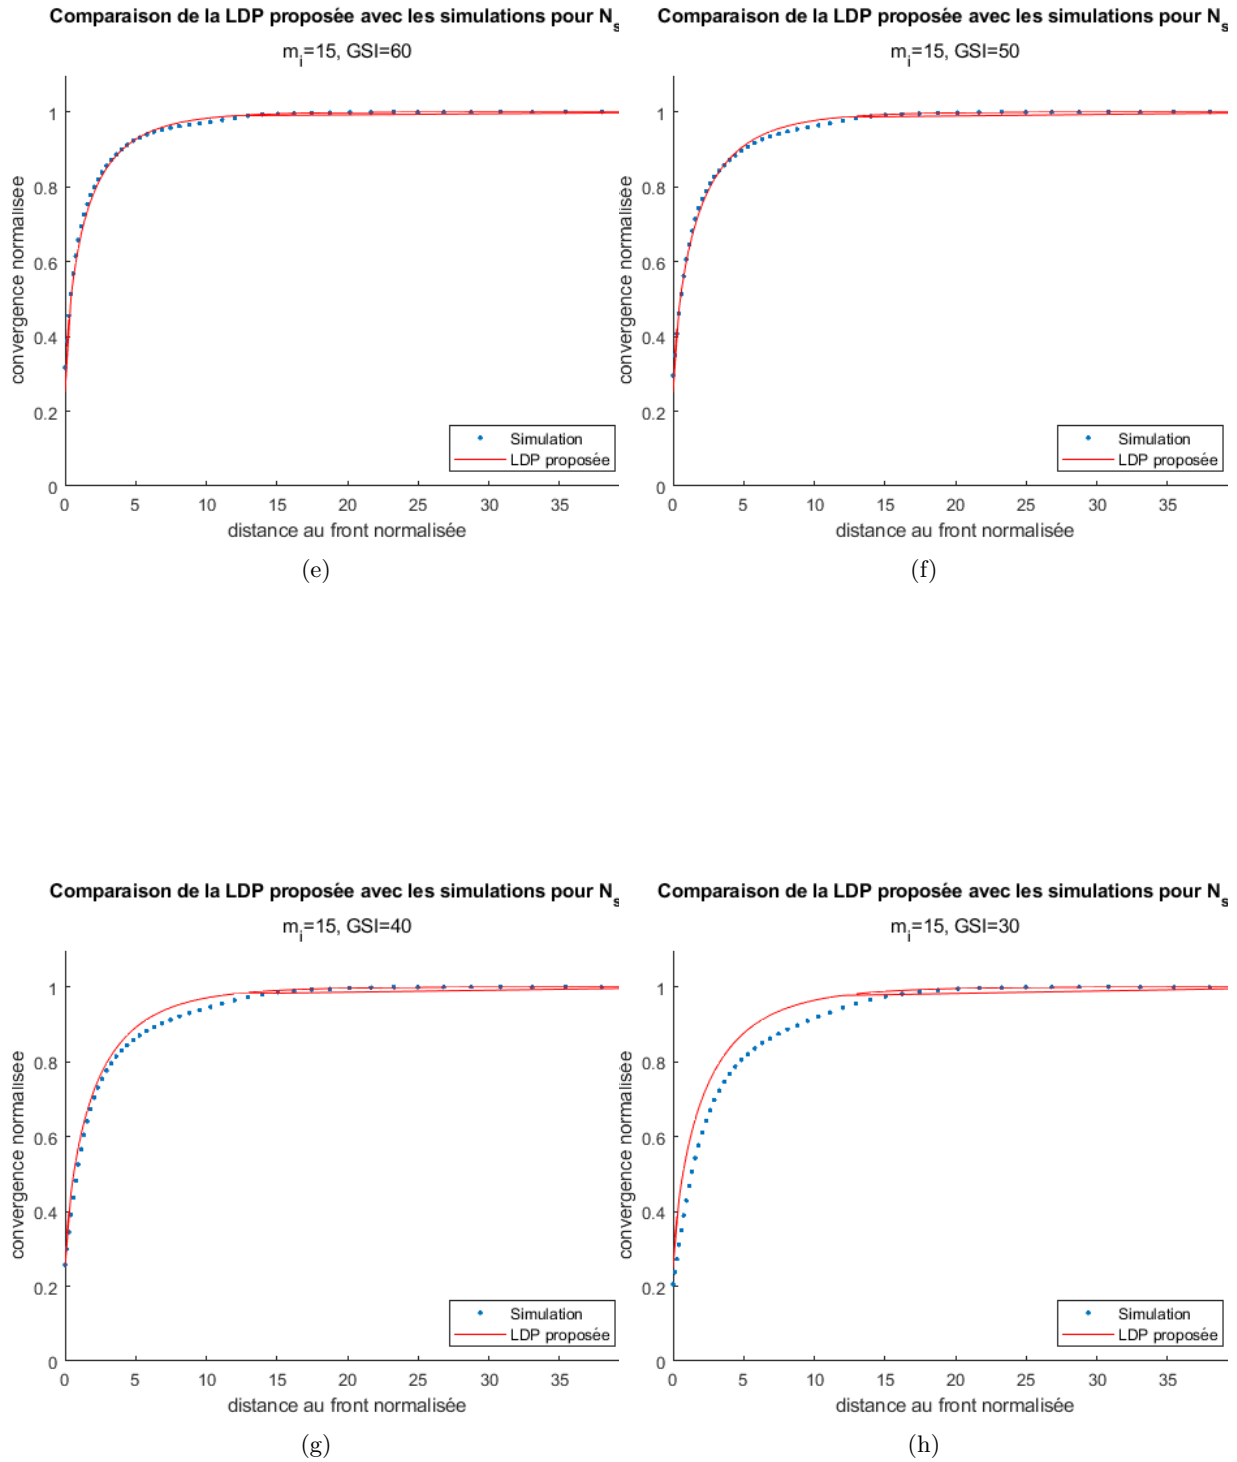 Comparaison de la LDP proposée avec les simulations pour N_s
m_i=15, GSI=60
convergence normalisée
1
0.8
0.6
0.4
0.2
0
Simulation
LDP proposée
0 5 10 15 20 25 30 35
distance au front normalisée
(e)
Comparaison de la LDP proposée avec les simulations pour N_s
m_i=15, GSI=50
convergence normalisée
1
0.8
0.6
0.4
0.2
0
Simulation
LDP proposée
0 5 10 15 20 25 30 35
distance au front normalisée
(f)
Comparaison de la LDP proposée avec les simulations pour N_s
m_i=15, GSI=40
convergence normalisée
1
0.8
0.6
0.4
0.2
0
Simulation
LDP proposée
0 5 10 15 20 25 30 35
distance au front normalisée
(g)
Comparaison de la LDP proposée avec les simulations pour N_s
m_i=15, GSI=30
convergence normalisée
1
0.8
0.6
0.4
0.2
0
Simulation
LDP proposée
0 5 10 15 20 25 30 35
distance au front normalisée
(h)